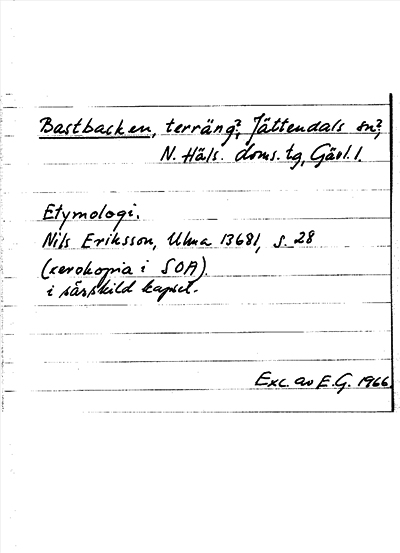 Bastbacken, terräng?, Jättendals sn?,
N. Häls. doms. tg, Gävl. l.
Etymologi.
Nils Eriksson, Ulma 13681, s. 28
(xerokopia i SOA)
i särskild kapsel.
Exc. av E.G. 1966